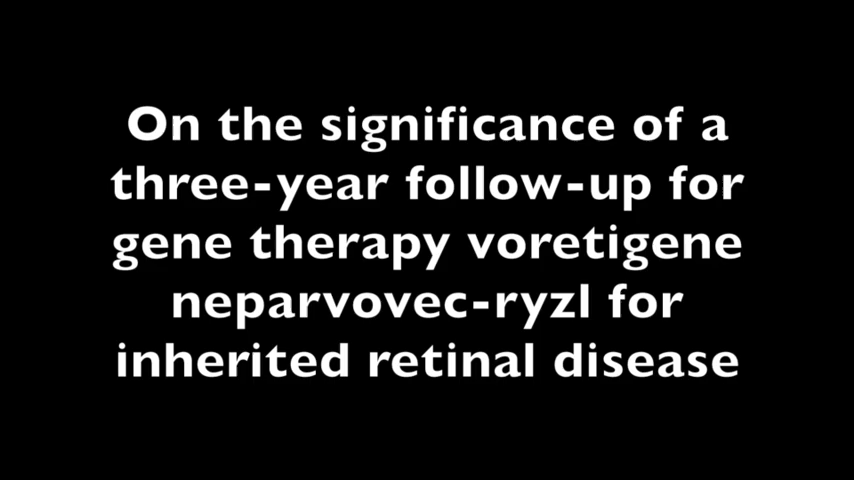 On the significance of a
three-year follow-up for
gene therapy voretigene
neparvovec-ryzl for
inherited retinal disease